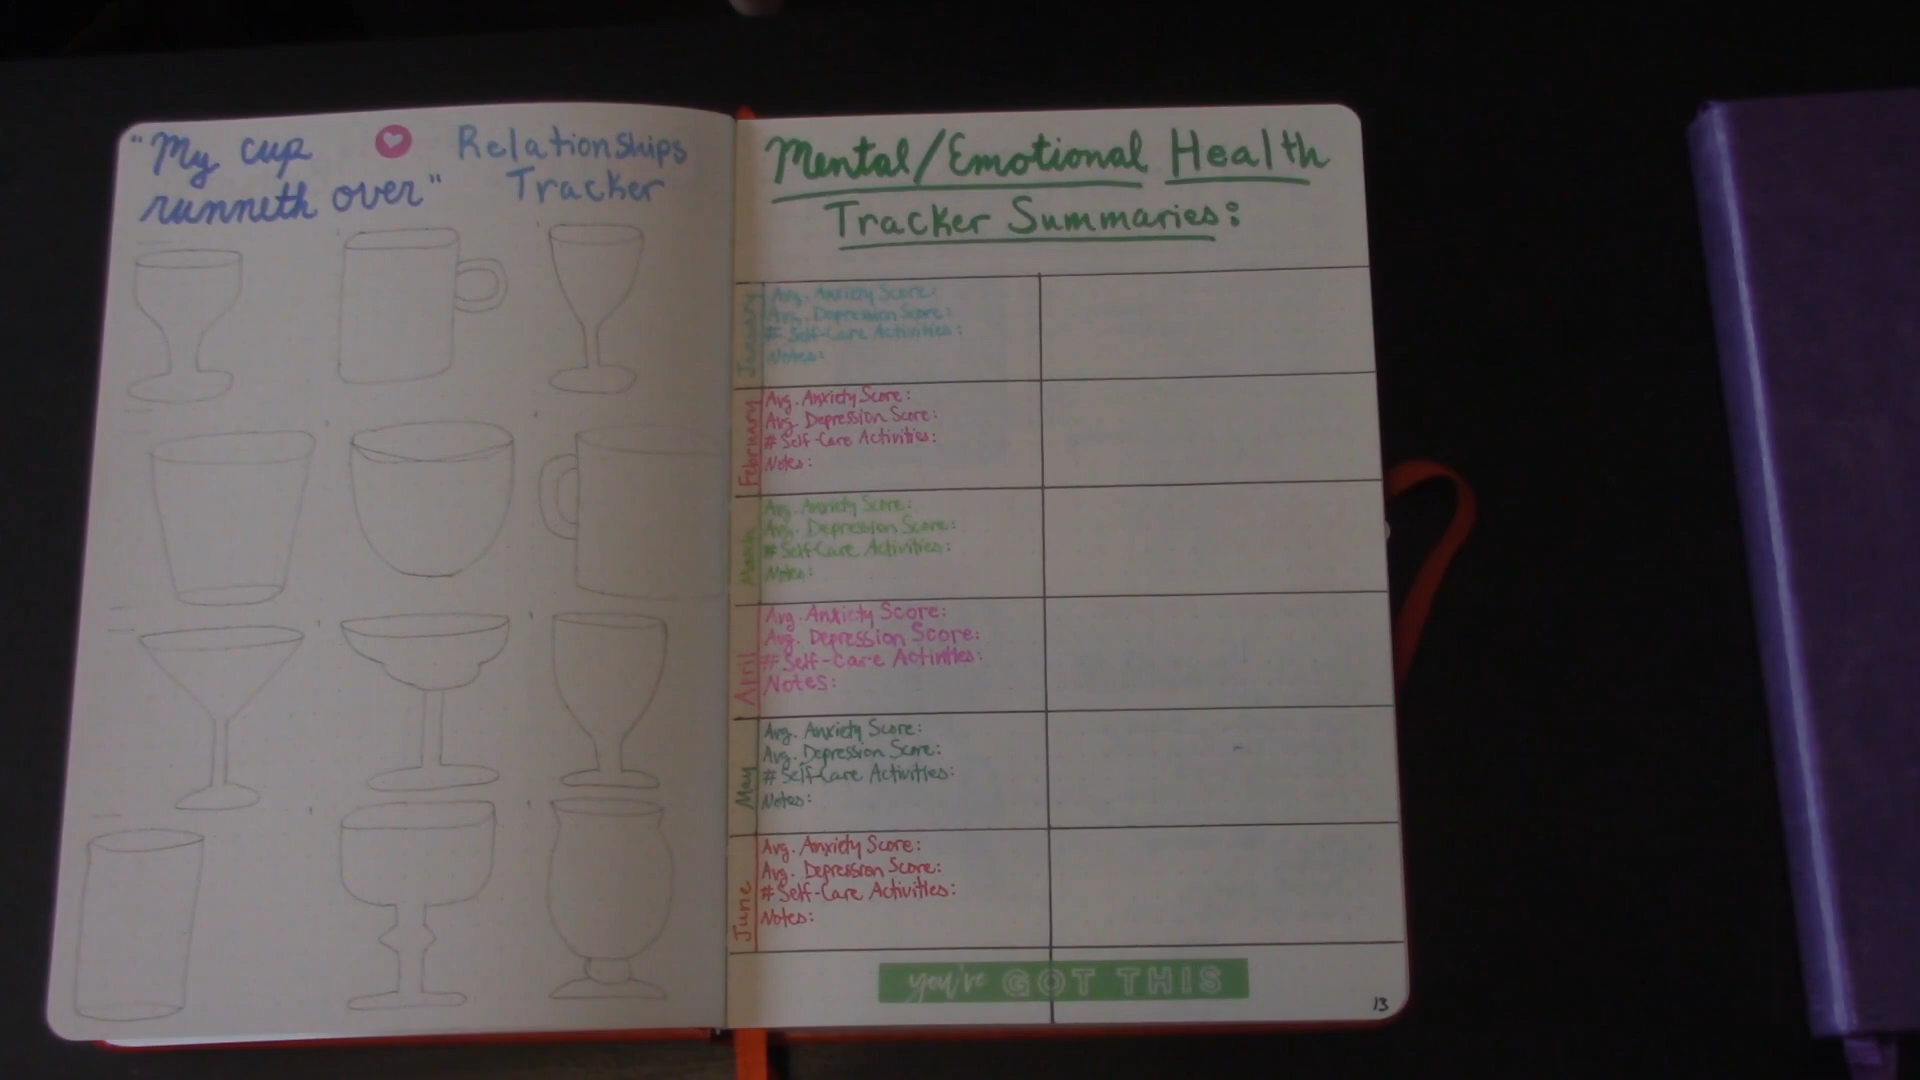 "My cup
runneth over"
Relationships
Tracker
Mental/Emotional Health
Tracker Summaries:
January
Avg. Anxiety Score:
Avg. Depression Score:
# Self-Care Activities:
Notes:
February
Avg. Anxiety Score:
Avg. Depression Score:
# Self-Care Activities:
Notes:
March
Avg. Anxiety Score:
Avg. Depression Score:
# Self-Care Activities:
Notes:
April
Avg. Anxiety Score:
Avg. Depression Score:
# Self-Care Activities:
Notes:
May
Avg. Anxiety Score:
Avg. Depression Score:
# Self-Care Activities:
Notes:
June
Avg. Anxiety Score:
Avg. Depression Score:
# Self-Care Activities:
Notes:
you've GOT THIS
13